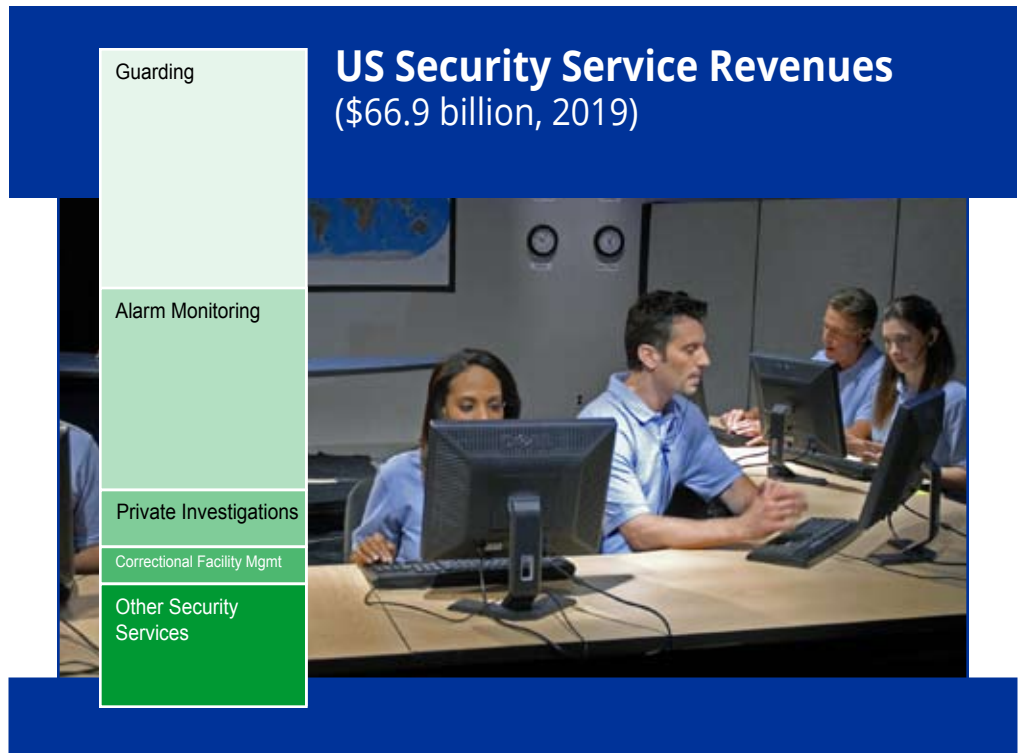 US Security Service Revenues
($66.9 billion, 2019)
Guarding
Alarm Monitoring
Private Investigations
Correctional Facility Mgmt
Other Security
Services